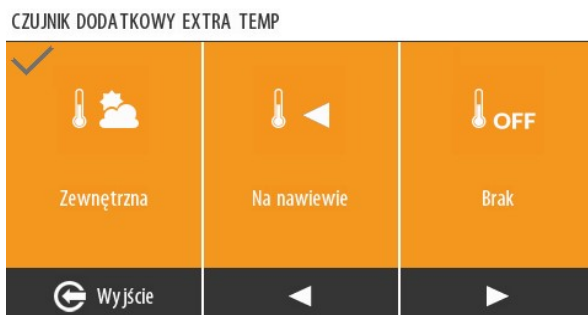 CZUJNIK DODATKOWY EXTRA TEMP
OFF
Zewnętrzna
Na nawiewie
Brak
Wyjście